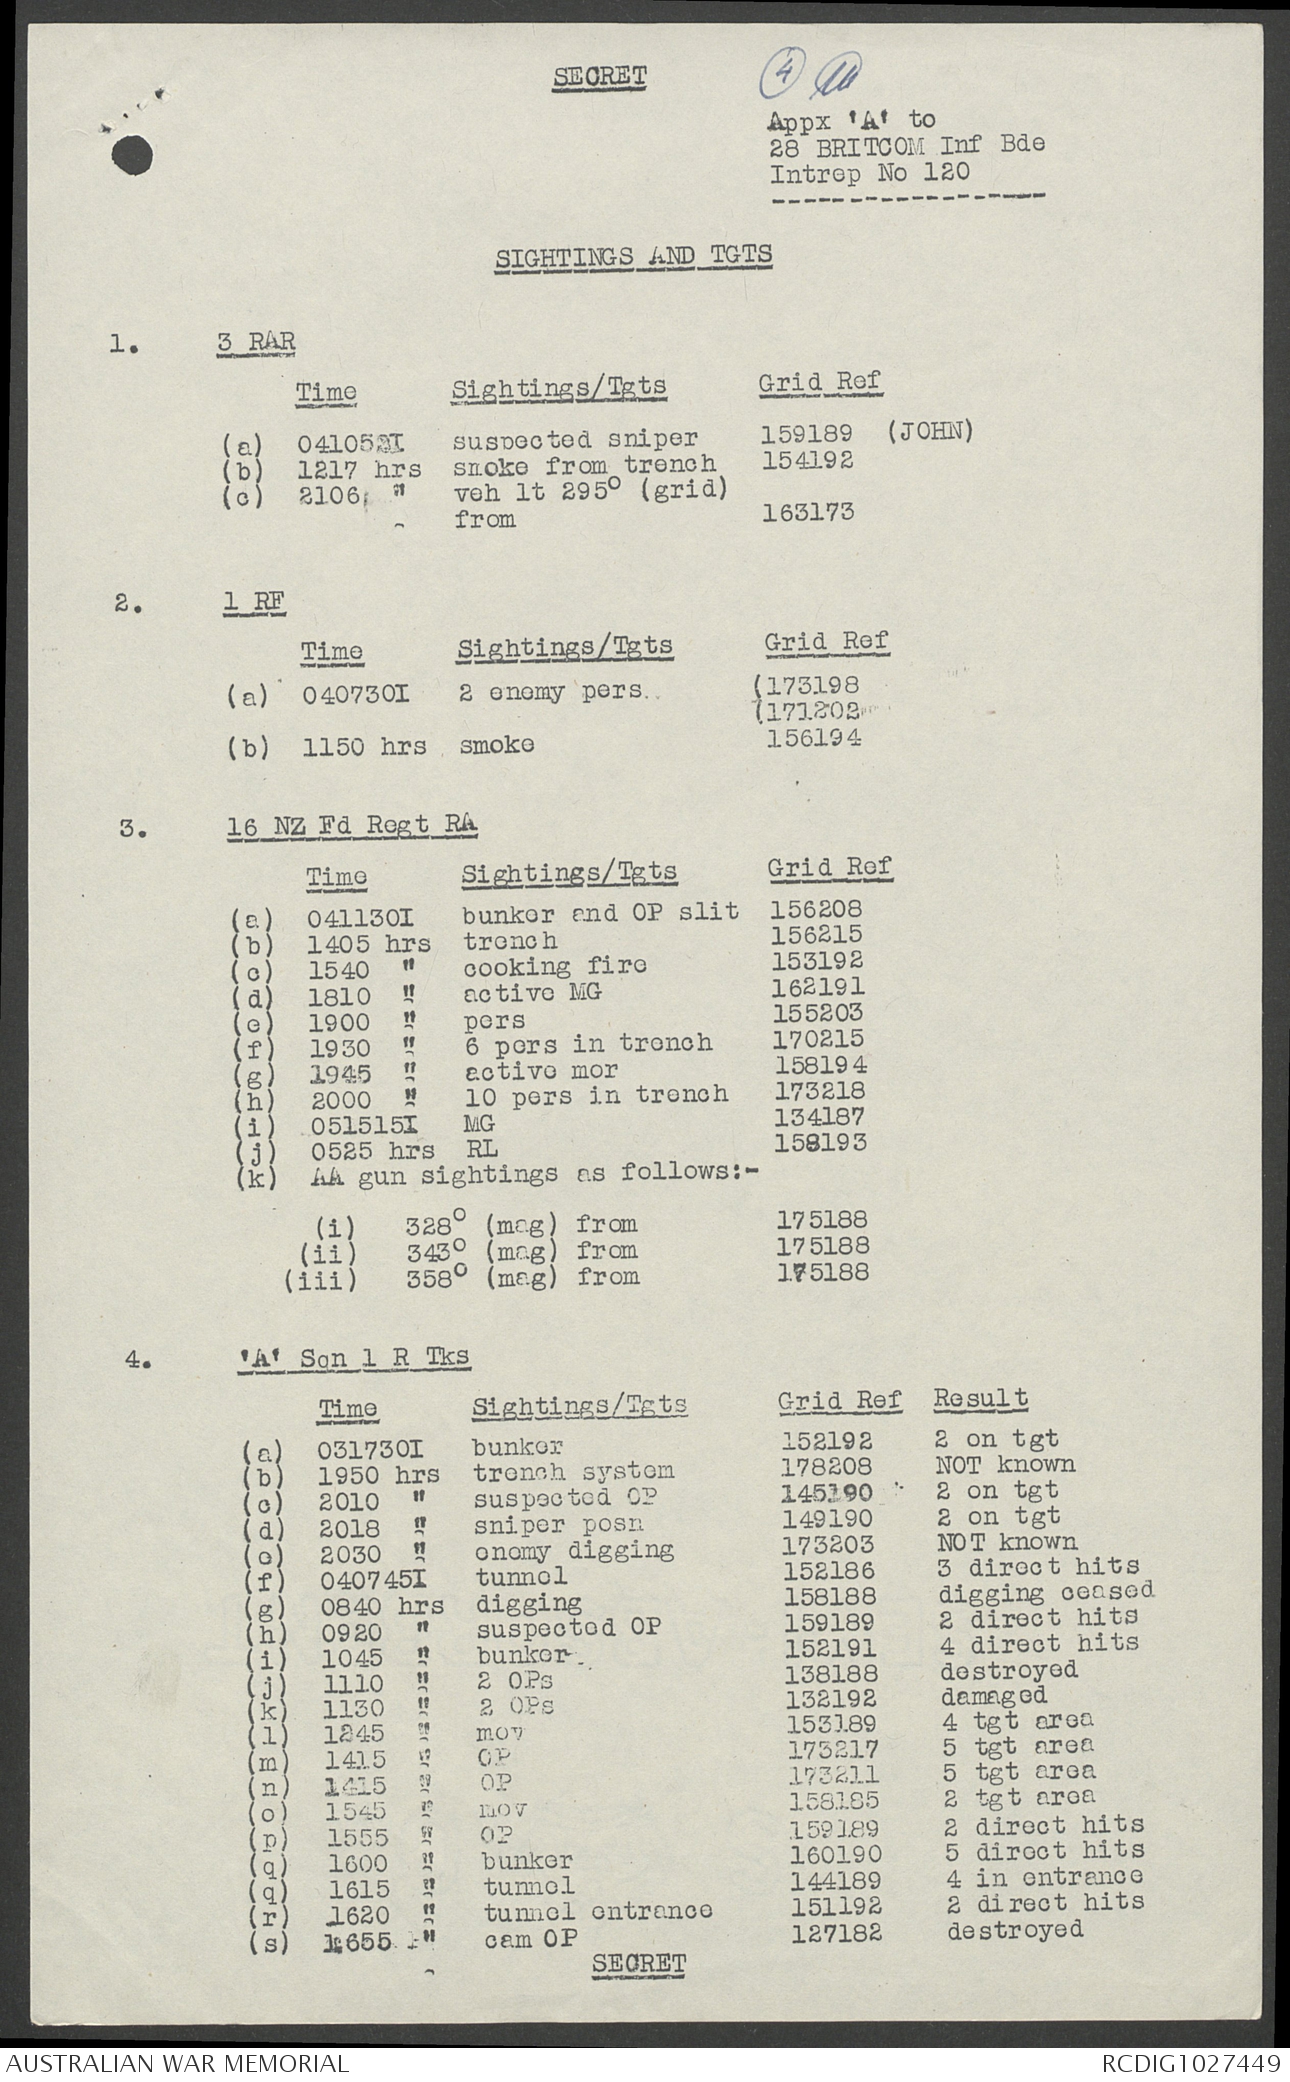 SECRET
4
Appx 'A' to
28 BRITCOM Inf Bde
Intrep No 120
SIGHTINGS AND TGTS
1. 3 RAR
Time Sightings/Tgts Grid Ref
(a) 041052I suspected sniper 159189 (JOHN)
(b) 1217 hrs smoke from trench 154192
(c) 2106 " veh lt 295° (grid)
from 163173
2. 1 RF
Time Sightings/Tgts Grid Ref
(a) 040730I 2 enemy pers. (173198
(171202
(b) 1150 hrs smoke 156194
3. 16 NZ Fd Regt RA
Time Sightings/Tgts Grid Ref
(a) 041130I bunker and OP slit 156208
(b) 1405 hrs trench 156215
(c) 1540 " cooking fire 153192
(d) 1810 " active MG 162191
(e) 1900 " pers 155203
(f) 1930 " 6 pers in trench 170215
(g) 1945 " active mor 158194
(h) 2000 " 10 pers in trench 173218
(i) 051515I MG 134187
(j) 0525 hrs RL 158193
(k) AA gun sightings as follows:-
(i) 328° (mag) from 175188
(ii) 343° (mag) from 175188
(iii) 358° (mag) from 175188
4. 'A' Sqn 1 R Tks
Time Sightings/Tgts Grid Ref Result
(a) 031730I bunker 152192 2 on tgt
(b) 1950 hrs trench system 178208 NOT known
(c) 2010 " suspected OP 145190 2 on tgt
(d) 2018 " sniper posn 149190 2 on tgt
(e) 2030 " enemy digging 173203 NOT known
(f) 040745I tunnel 152186 3 direct hits
(g) 0840 hrs digging 158188 digging ceased
(h) 0920 " suspected OP 159189 2 direct hits
(i) 1045 " bunker 152191 4 direct hits
(j) 1110 " 2 OPs 138188 destroyed
(k) 1130 " 2 OPs 132192 damaged
(l) 1245 " mov 153189 4 tgt area
(m) 1415 " OP 173217 5 tgt area
(n) 1415 " OP 173211 5 tgt area
(o) 1545 " mov 158185 2 tgt area
(p) 1555 " OP 159189 2 direct hits
(q) 1600 " bunker 160190 5 direct hits
(q) 1615 " tunnel 144189 4 in entrance
(r) 1620 " tunnel entrance 151192 2 direct hits
(s) 1655 " cam OP 127182 destroyed
SECRET
AUSTRALIAN WAR MEMORIAL RCDIG1027449